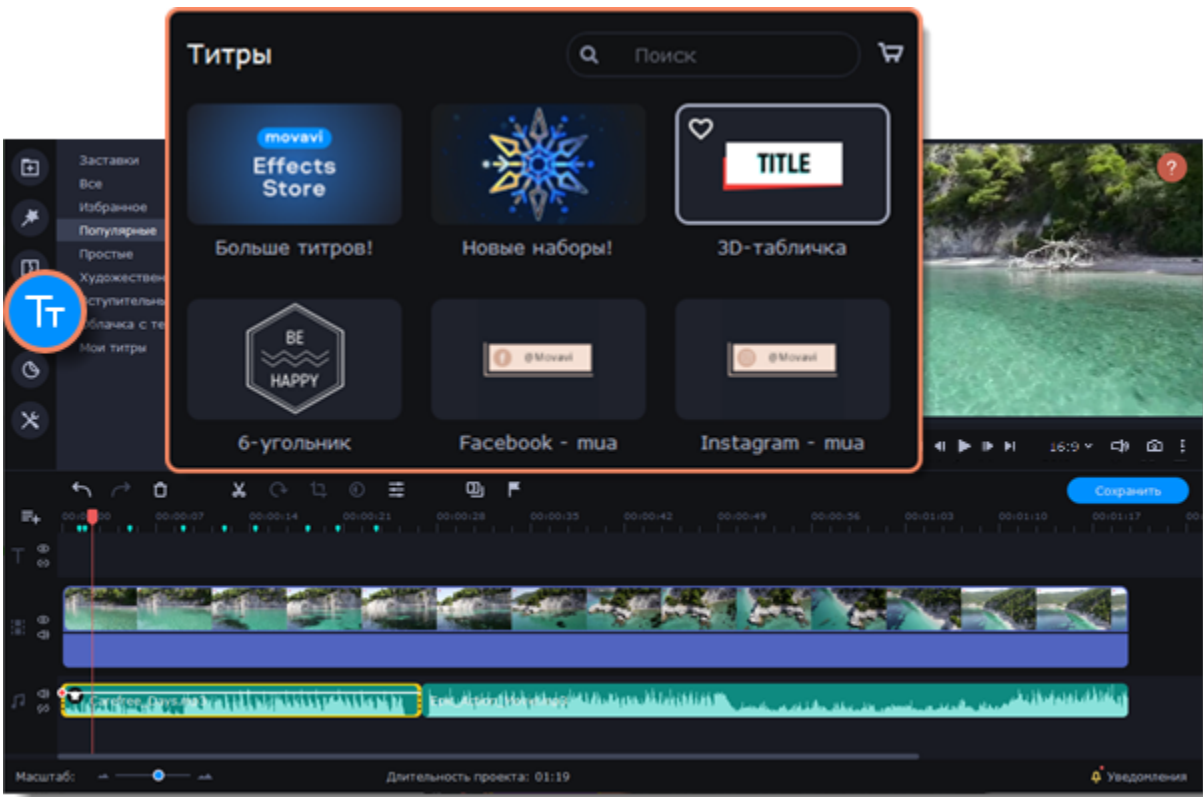 Титры
Поиск
movavi
Effects
Store
TITLE
Больше титров!
Новые наборы!
3D-табличка
BE
HAPPY
@Movavi
@Movavi
6-угольник
Facebook - mua
Instagram - mua
Заставки
Все
Избранное
Популярные
Простые
Мои титры
Тт
?
16:9
Сохранить
00:00:07
00:00:14
00:00:21
00:00:28
00:00:35
00:00:42
00:00:49
00:00:56
00:01:03
00:01:10
00:01:17
Carefree_Days.mp3
Масштаб:
Длительность проекта: 01:19
Уведомления